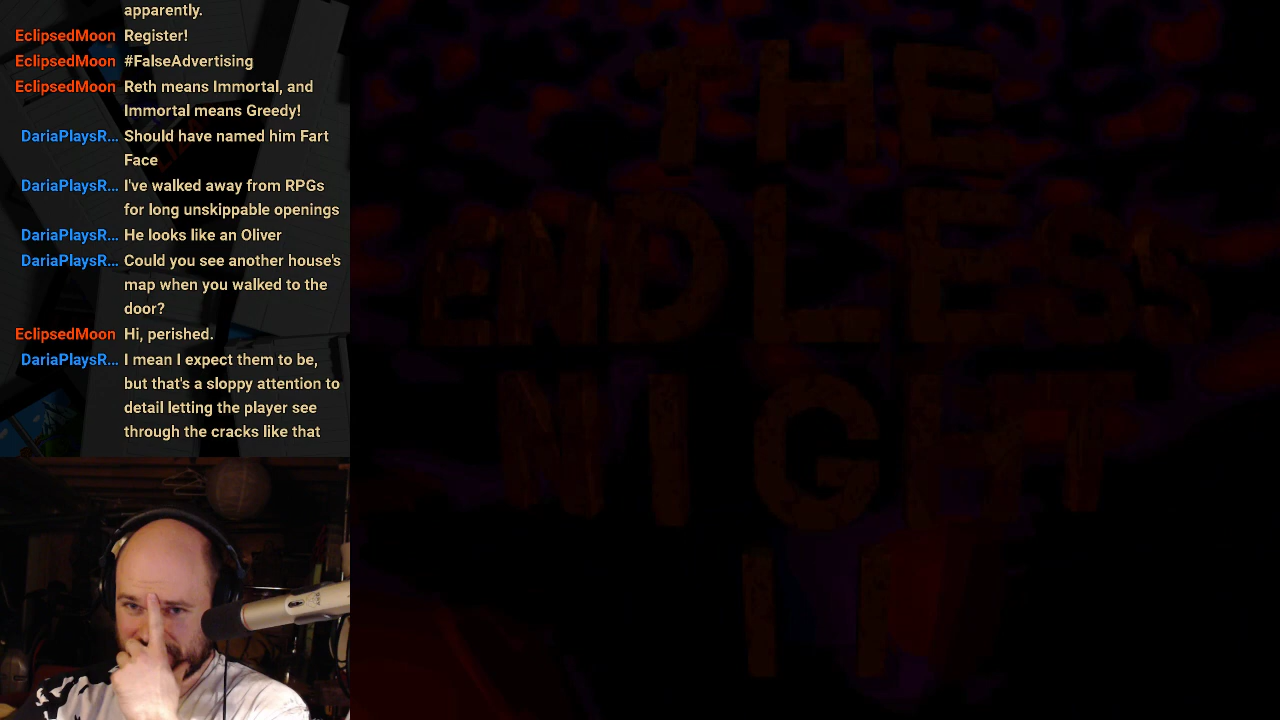 apparently.
EclipsedMoon Register!
EclipsedMoon #FalseAdvertising
EclipsedMoon Reth means Immortal, and
Immortal means Greedy!
DariaPlaysR... Should have named him Fart
Face
DariaPlaysR... I've walked away from RPGs
for long unskippable openings
DariaPlaysR... He looks like an Oliver
DariaPlaysR... Could you see another house's
map when you walked to the
door?
EclipsedMoon Hi, perished.
DariaPlaysR... I mean I expect them to be,
but that's a sloppy attention to
detail letting the player see
through the cracks like that
THE
ENDLESS
NIGHT
II